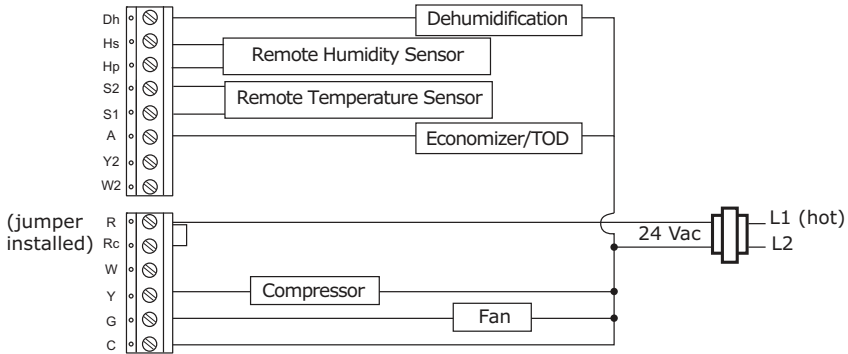 Dh
Dehumidification
Hs
Remote Humidity Sensor
Hp
S2
Remote Temperature Sensor
S1
A
Economizer/TOD
Y2
W2
(jumper
installed)
R
L1 (hot)
Rc
24 Vac
L2
W
Y
Compressor
G
Fan
C